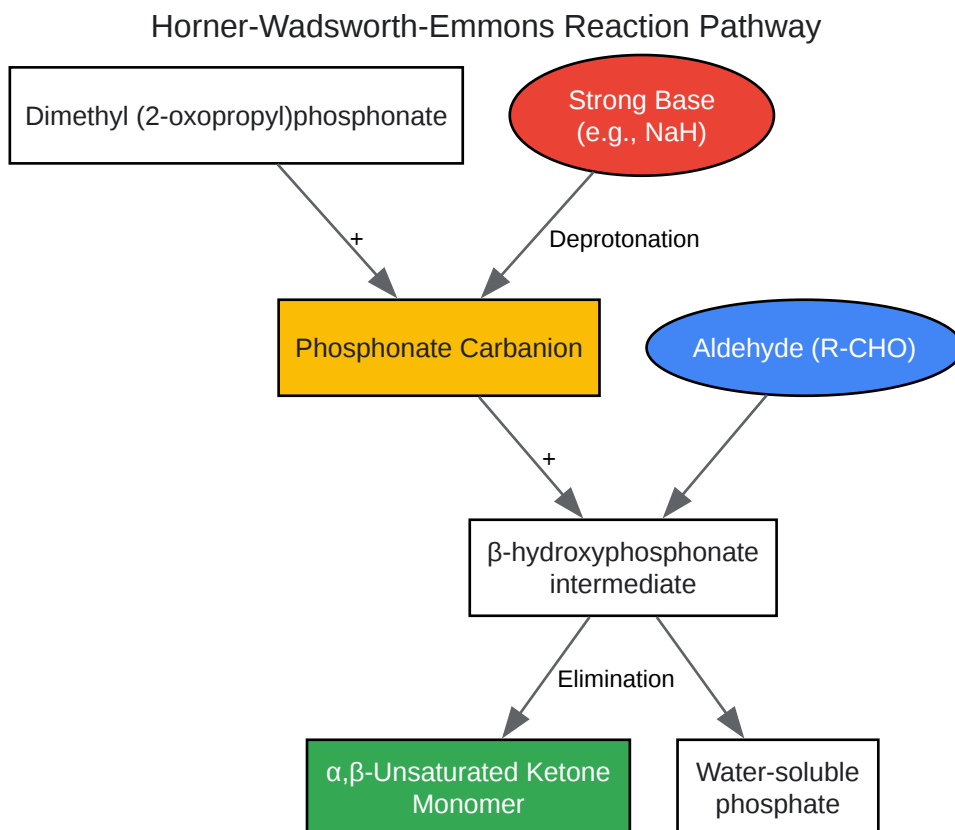 Horner-Wadsworth-Emmons Reaction Pathway
Dimethyl (2-oxopropyl)phosphonate
Strong Base
(e.g., NaH)
+
Deprotonation
Phosphonate Carbanion
Aldehyde (R-CHO)
+
β-hydroxyphosphonate
intermediate
Elimination
α,β-Unsaturated Ketone
Monomer
Water-soluble
phosphate